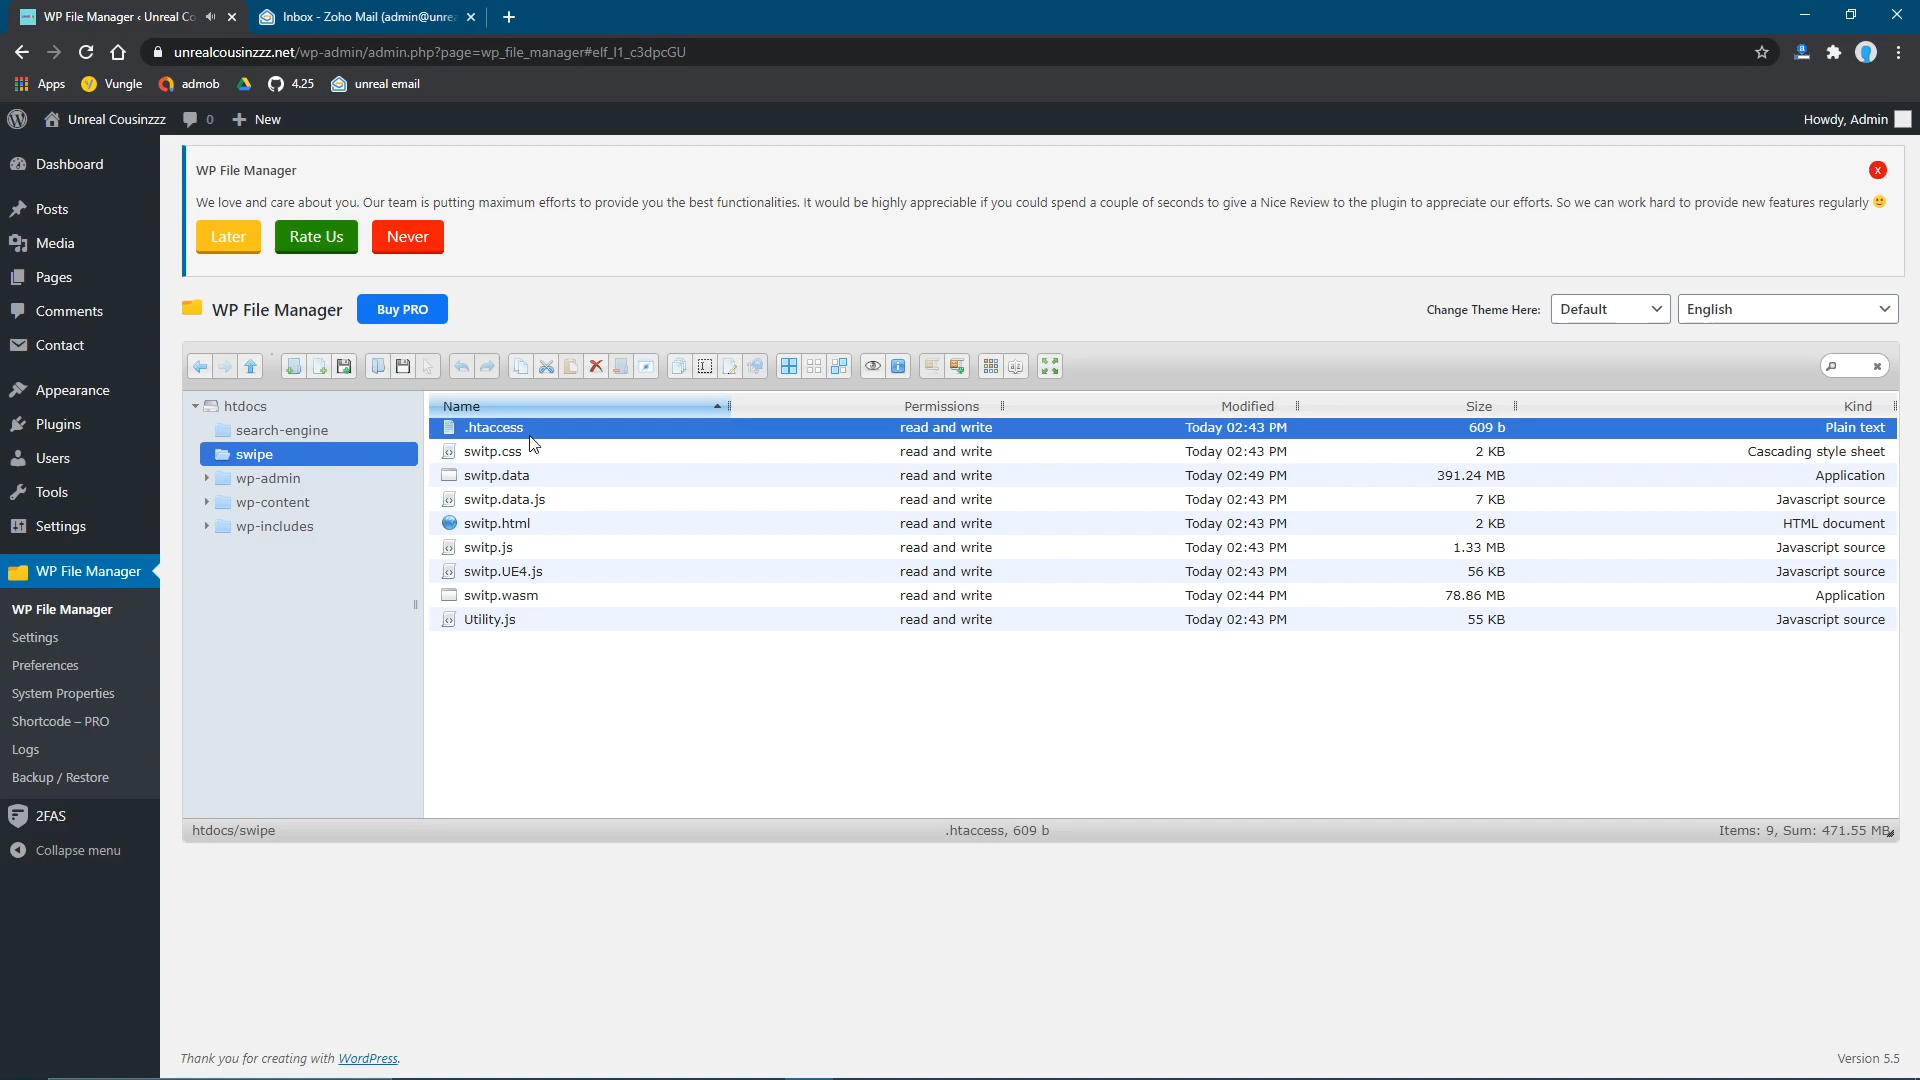 WP File Manager ‹ Unreal Co
Inbox - Zoho Mail (admin@unre
unrealcousinzzz.net/wp-admin/admin.php?page=wp_file_manager#elf_l1_c3dpcGU
Apps
Vungle
admob
4.25
unreal email
Unreal Cousinzzz
0
New
Howdy, Admin
Dashboard
Posts
Media
Pages
Comments
Contact
Appearance
Plugins
Users
Tools
Settings
WP File Manager
WP File Manager
Settings
Preferences
System Properties
Shortcode – PRO
Logs
Backup / Restore
2FAS
Collapse menu
WP File Manager
x
We love and care about you. Our team is putting maximum efforts to provide you the best functionalities. It would be highly appreciable if you could spend a couple of seconds to give a Nice Review to the plugin to appreciate our efforts. So we can work hard to provide new features regularly
Later
Rate Us
Never
WP File Manager
Buy PRO
Change Theme Here:
Default
English
htdocs
search-engine
swipe
wp-admin
wp-content
wp-includes
Name Permissions Modified Size Kind
.htaccess read and write Today 02:43 PM 609 b Plain text
switp.css read and write Today 02:43 PM 2 KB Cascading style sheet
switp.data read and write Today 02:49 PM 391.24 MB Application
switp.data.js read and write Today 02:43 PM 7 KB Javascript source
switp.html read and write Today 02:43 PM 2 KB HTML document
switp.js read and write Today 02:43 PM 1.33 MB Javascript source
switp.UE4.js read and write Today 02:43 PM 56 KB Javascript source
switp.wasm read and write Today 02:44 PM 78.86 MB Application
Utility.js read and write Today 02:43 PM 55 KB Javascript source
htdocs/swipe
.htaccess, 609 b
Items: 9, Sum: 471.55 MB
Thank you for creating with WordPress.
Version 5.5